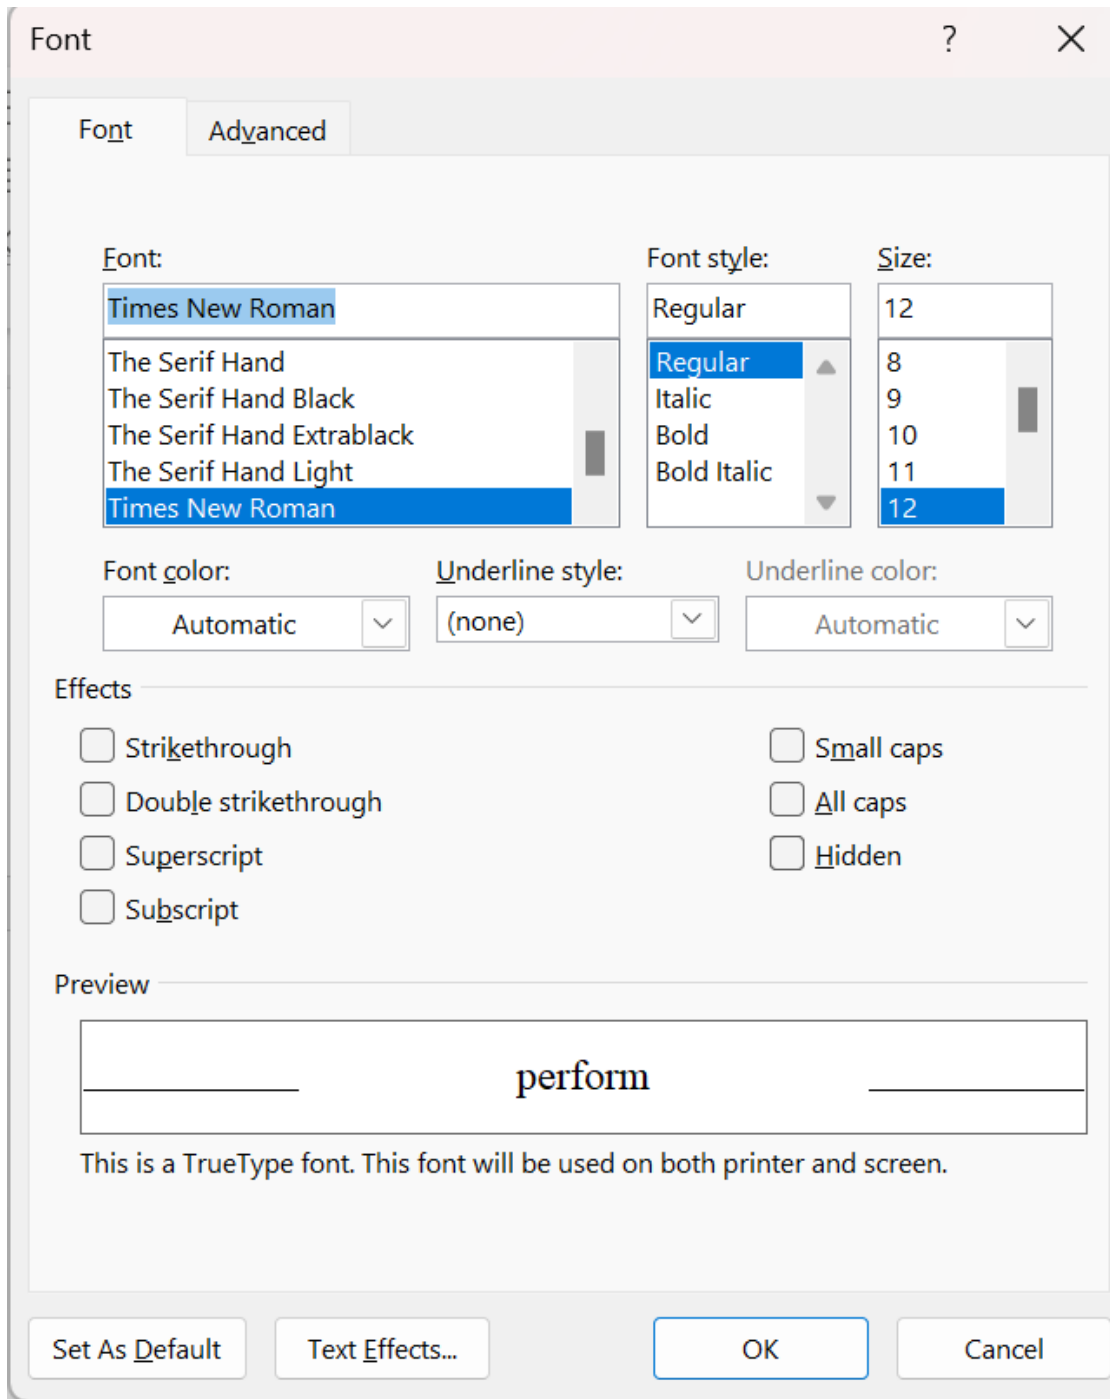 Font ?
Font Advanced
Font: Font style: Size:
Times New Roman Regular 12
The Serif Hand Regular 8
The Serif Hand Black Italic 9
The Serif Hand Extrablack Bold 10
The Serif Hand Light Bold Italic 11
Times New Roman 12
Font color: Underline style: Underline color:
Automatic (none) Automatic
Effects
Strikethrough Small caps
Double strikethrough All caps
Superscript Hidden
Subscript
Preview
perform
This is a TrueType font. This font will be used on both printer and screen.
Set As Default Text Effects... OK Cancel